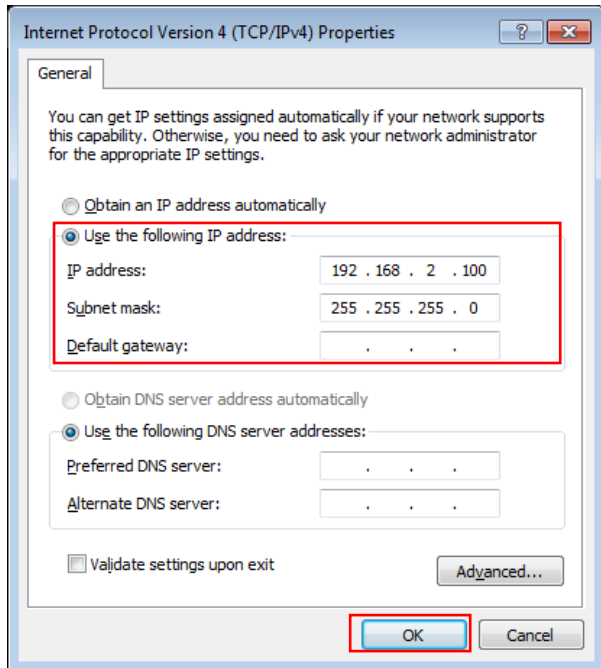 Internet Protocol Version 4 (TCP/IPv4) Properties
General
You can get IP settings assigned automatically if your network supports
this capability. Otherwise, you need to ask your network administrator
for the appropriate IP settings.
Obtain an IP address automatically
Use the following IP address:
IP address: 192 . 168 . 2 . 100
Subnet mask: 255 . 255 . 255 . 0
Default gateway: . . .
Obtain DNS server address automatically
Use the following DNS server addresses:
Preferred DNS server: . . .
Alternate DNS server: . . .
Validate settings upon exit
Advanced...
OK Cancel